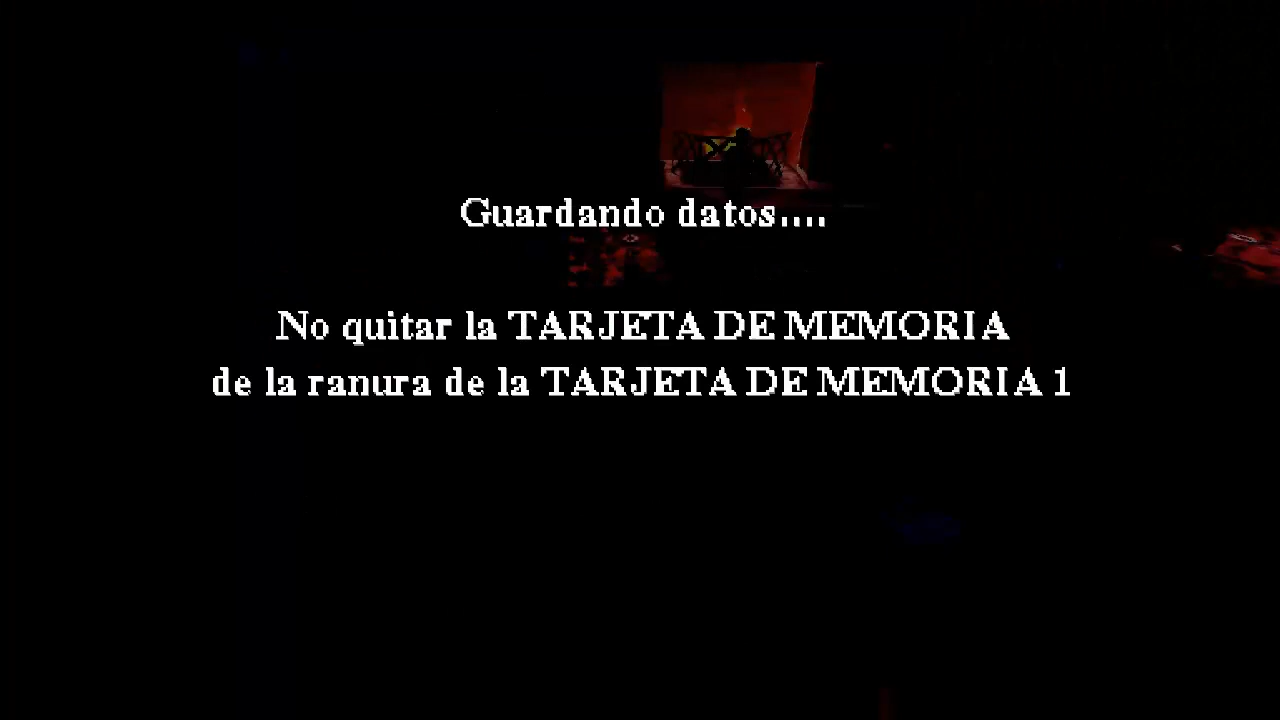 Guardando datos....
No quitar la TARJETA DE MEMORIA
de la ranura de la TARJETA DE MEMORIA 1